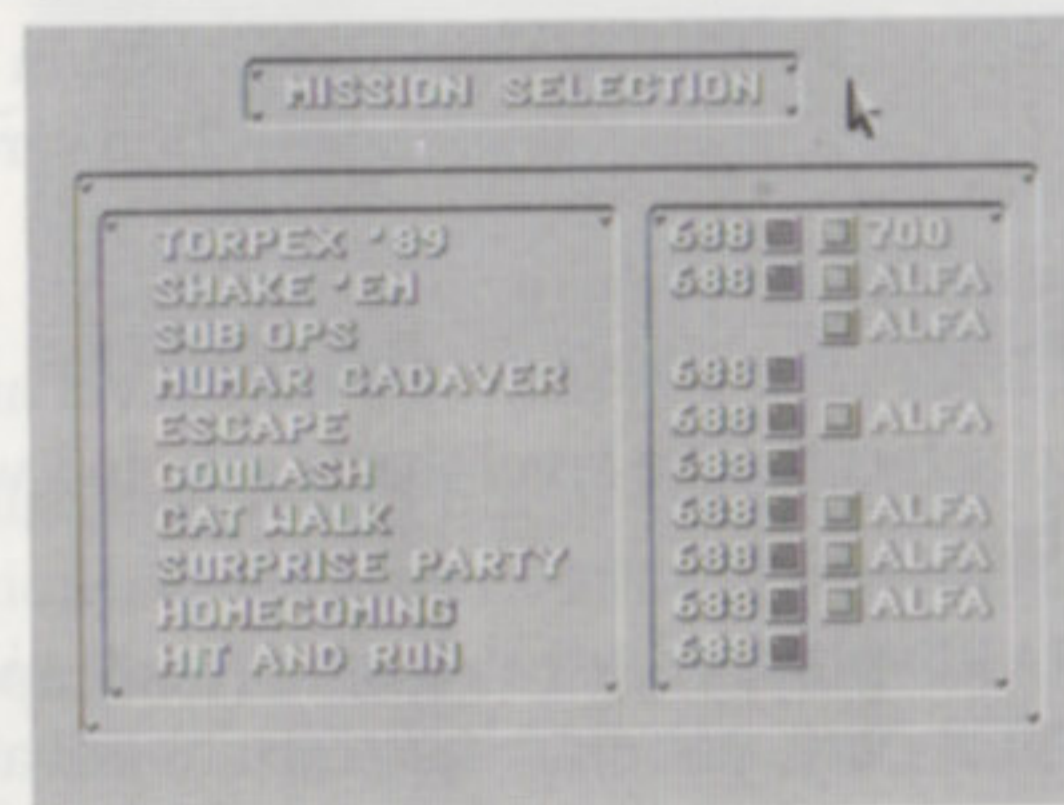 MISSION SELECTION
TORPEX '89 688 700
SHAKE 'EM 688 ALFA
SUB OPS ALFA
MUMAR CADAVER 688
ESCAPE 688 ALFA
GOULASH 688
CAT WALK 688 ALFA
SURPRISE PARTY 688 ALFA
HOMECOMING 688 ALFA
HIT AND RUN 688